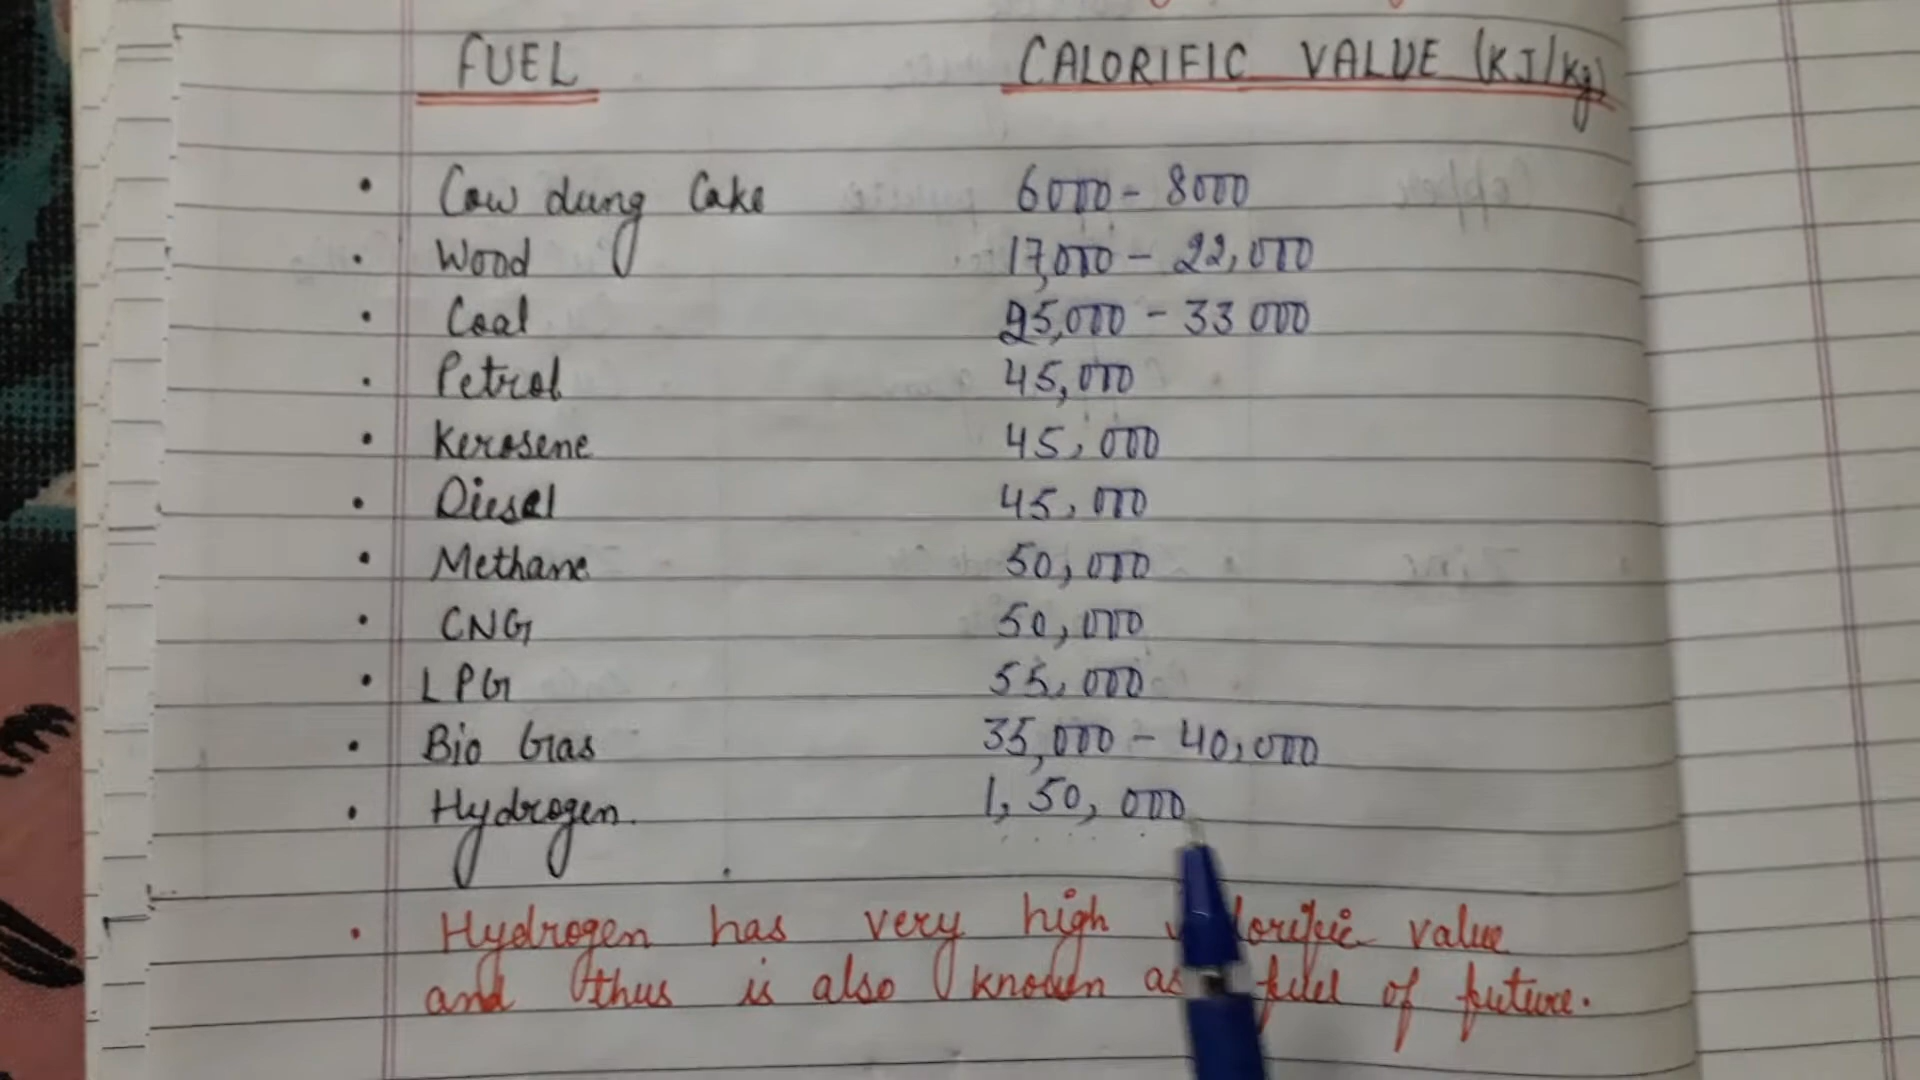 FUEL CALORIFIC VALUE (KJ/Kg)
• Cow dung Cake 6000 - 8000
• Wood 17,000 - 22,000
• Coal 25,000 - 33 000
• Petrol 45,000
• Kerosene 45,000
• Diesel 45,000
• Methane 50,000
• CNG 50,000
• LPG 55,000
• Bio Gas 35,000 - 40,000
• Hydrogen. 1,50,000
• Hydrogen has very high value
and thus is also known as fuel of future.